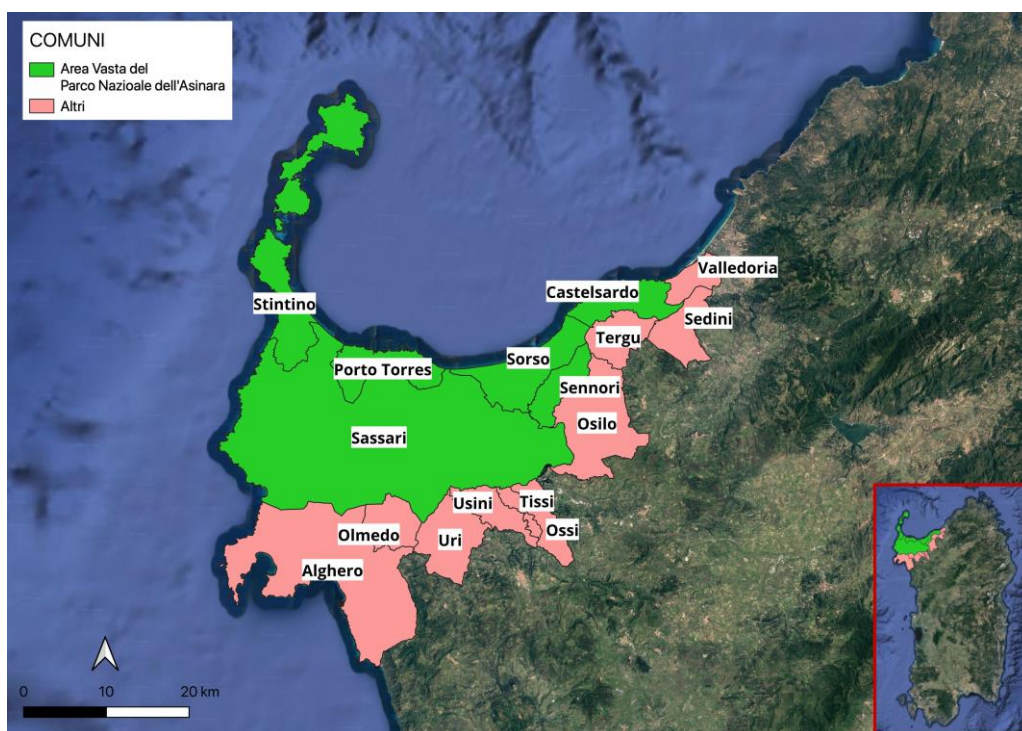 COMUNI
Area Vasta del
Parco Nazioale dell'Asinara
Altri
Valledoria
Castelsardo
Stintino
Sedini
Tergu
Sorso
Porto Torres
Sennori
Osilo
Sassari
Usini
Tissi
Olmedo
Ossi
Uri
Alghero
0 10 20 km